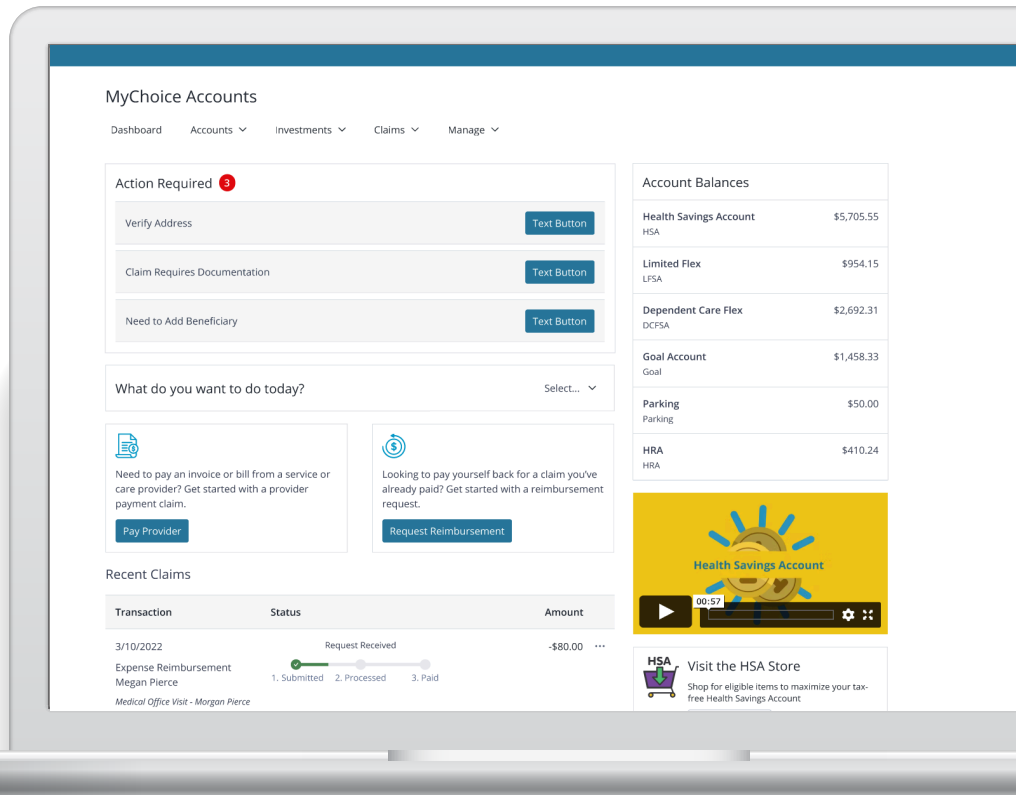 MyChoice Accounts
Dashboard Accounts Investments Claims Manage
Action Required 3
Verify Address Text Button
Claim Requires Documentation Text Button
Need to Add Beneficiary Text Button
What do you want to do today? Select...
Need to pay an invoice or bill from a service or
care provider? Get started with a provider
payment claim.
Pay Provider
Looking to pay yourself back for a claim you've
already paid? Get started with a reimbursement
request.
Request Reimbursement
Recent Claims
Transaction Status Amount
3/10/2022 Request Received -$80.00 ...
Expense Reimbursement
Megan Pierce
1. Submitted 2. Processed 3. Paid
Medical Office Visit - Morgan Pierce
Account Balances
Health Savings Account $5,705.55
HSA
Limited Flex $954.15
LFSA
Dependent Care Flex $2,692.31
DCFSA
Goal Account $1,458.33
Goal
Parking $50.00
Parking
HRA $410.24
HRA
Health Savings Account
00:57
HSA
Visit the HSA Store
Shop for eligible items to maximize your tax-
free Health Savings Account